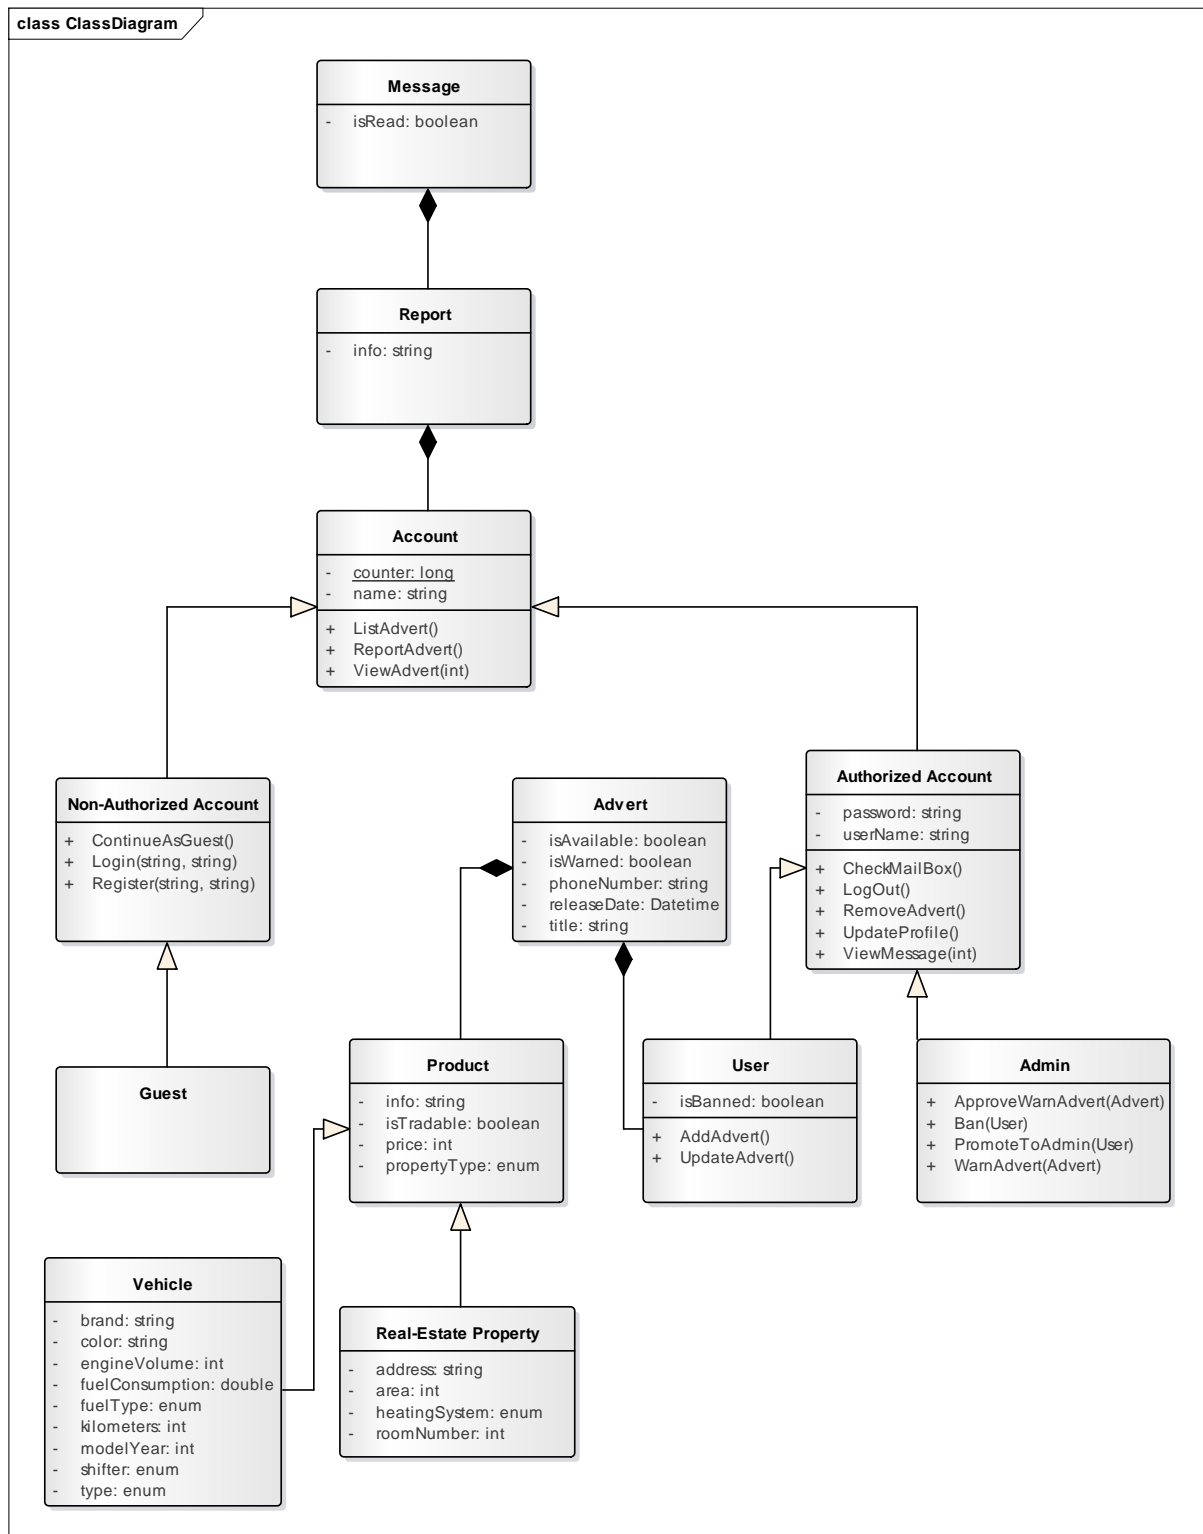 class ClassDiagram
Message
- isRead: boolean
Report
- info: string
Account
- counter: long
- name: string
+ ListAdvert()
+ ReportAdvert()
+ ViewAdvert(int)
Non-Authorized Account
+ ContinueAsGuest()
+ Login(string, string)
+ Register(string, string)
Advert
- isAvailable: boolean
- isWarned: boolean
- phoneNumber: string
- releaseDate: Datetime
- title: string
Authorized Account
- password: string
- userName: string
+ CheckMailBox()
+ LogOut()
+ RemoveAdvert()
+ UpdateProfile()
+ ViewMessage(int)
Guest
Product
- info: string
- isTradable: boolean
- price: int
- propertyType: enum
User
- isBanned: boolean
+ AddAdvert()
+ UpdateAdvert()
Admin
+ ApproveWarnAdvert(Advert)
+ Ban(User)
+ PromoteToAdmin(User)
+ WarnAdvert(Advert)
Vehicle
- brand: string
- color: string
- engineVolume: int
- fuelConsumption: double
- fuelType: enum
- kilometers: int
- modelYear: int
- shifter: enum
- type: enum
Real-Estate Property
- address: string
- area: int
- heatingSystem: enum
- roomNumber: int